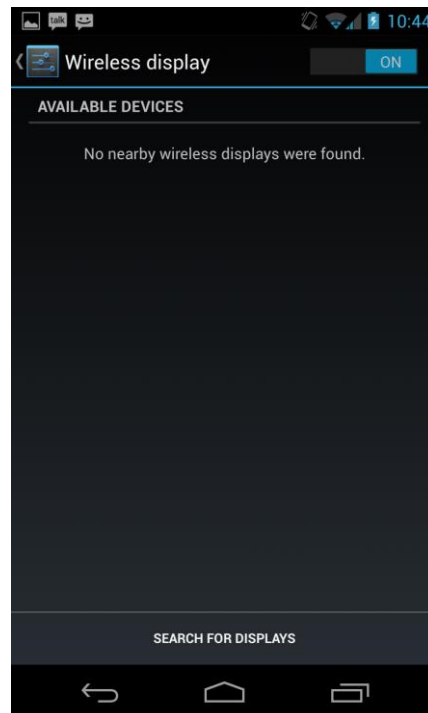 talk 10:44
Wireless display ON
AVAILABLE DEVICES
No nearby wireless displays were found.
SEARCH FOR DISPLAYS